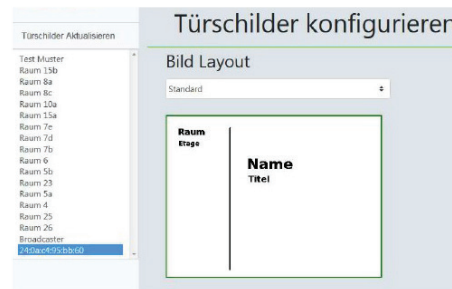 Türschilder Aktualisieren
Test Muster
Raum 15b
Raum 8a
Raum 8c
Raum 10a
Raum 15a
Raum 7e
Raum 7d
Raum 7b
Raum 6
Raum 5b
Raum 23
Raum 5a
Raum 4
Raum 25
Raum 26
Broadcaster
24:0a:c4:95:bb:60
Türschilder konfigurieren
Bild Layout
Standard
Raum
Etage
Name
Titel